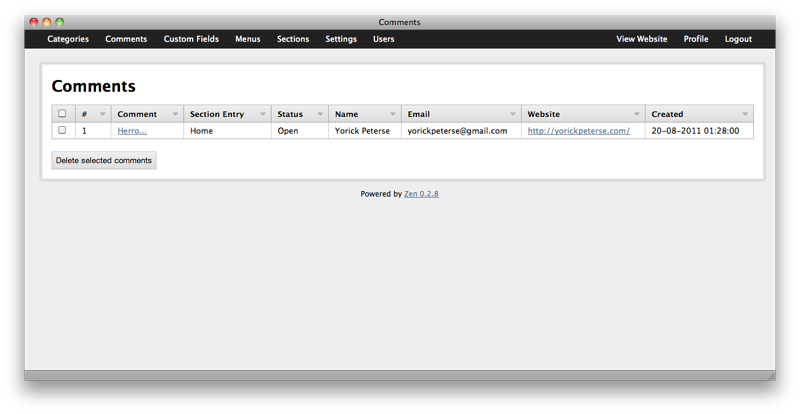 Comments
Categories Comments Custom Fields Menus Sections Settings Users View Website Profile Logout
Comments
# Comment Section Entry Status Name Email Website Created
1 Herro... Home Open Yorick Peterse yorickpeterse@gmail.com http://yorickpeterse.com/ 20-08-2011 01:28:00
Delete selected comments
Powered by Zen 0.2.8